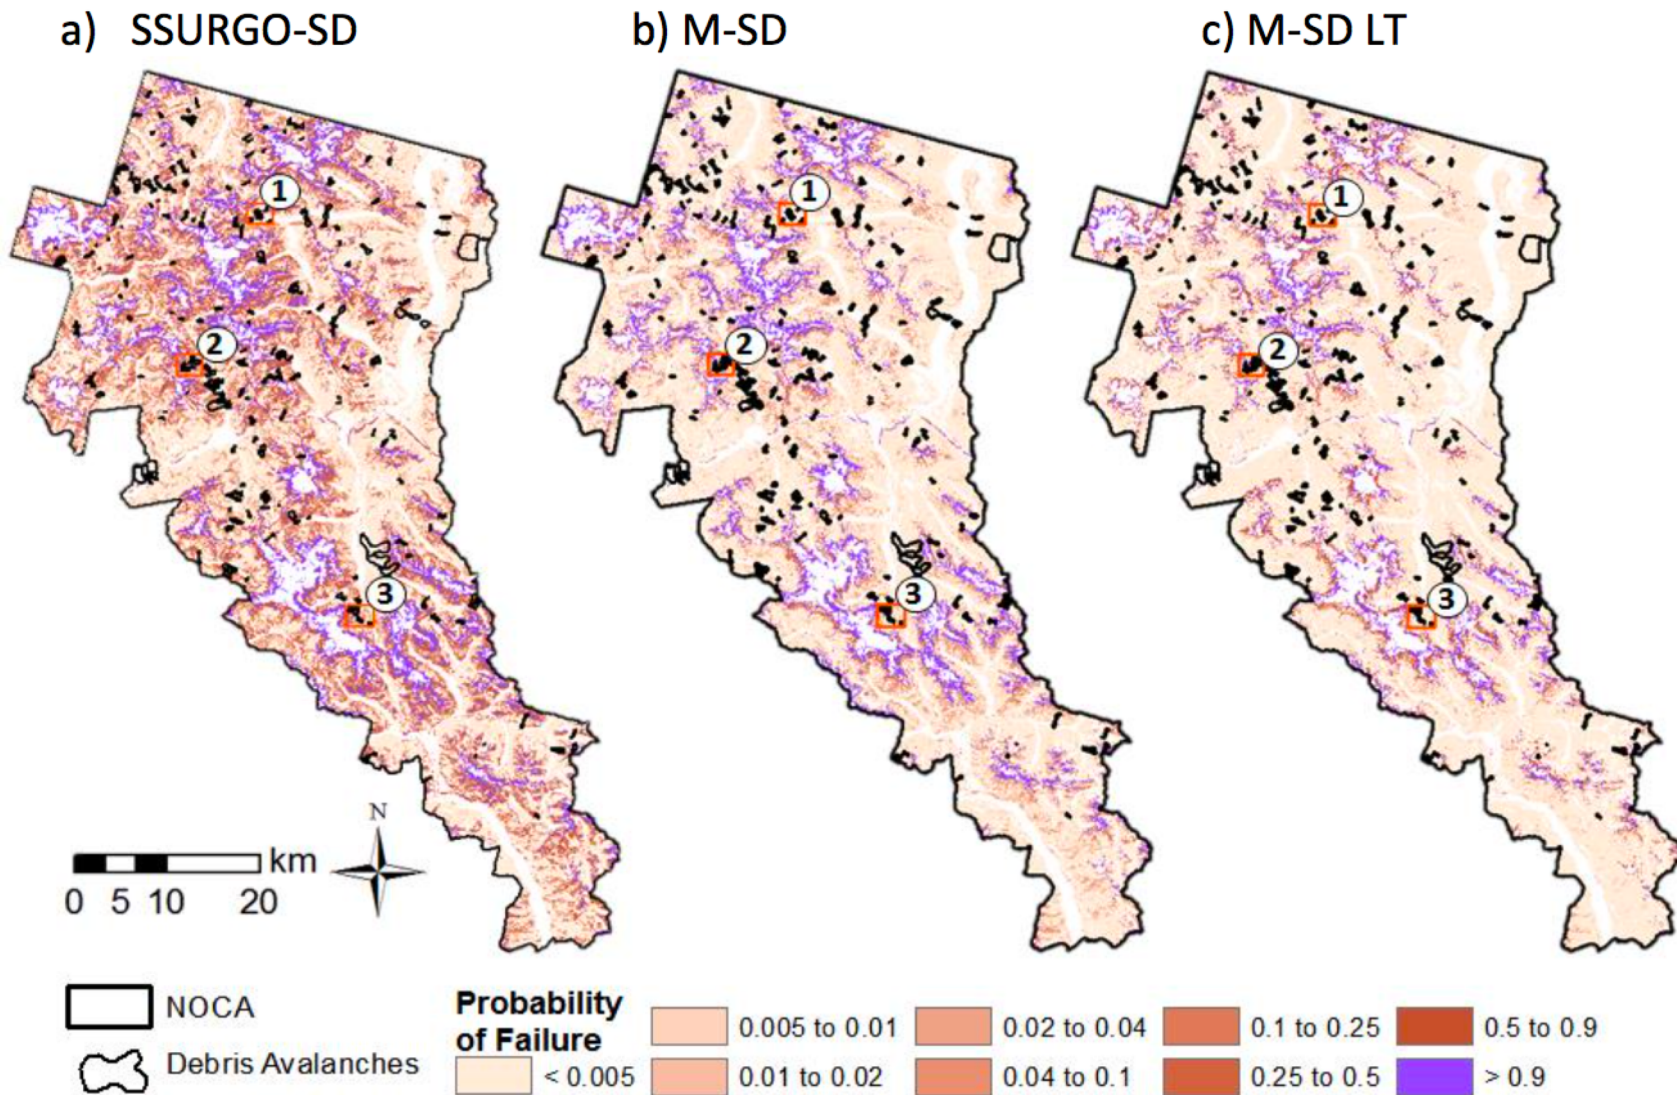 a) SSURGO-SD
b) M-SD
c) M-SD LT
1
1
1
2
2
2
3
3
3
N
km
0 5 10 20
NOCA
Debris Avalanches
Probability
of Failure
< 0.005
0.005 to 0.01
0.01 to 0.02
0.02 to 0.04
0.04 to 0.1
0.1 to 0.25
0.25 to 0.5
0.5 to 0.9
> 0.9